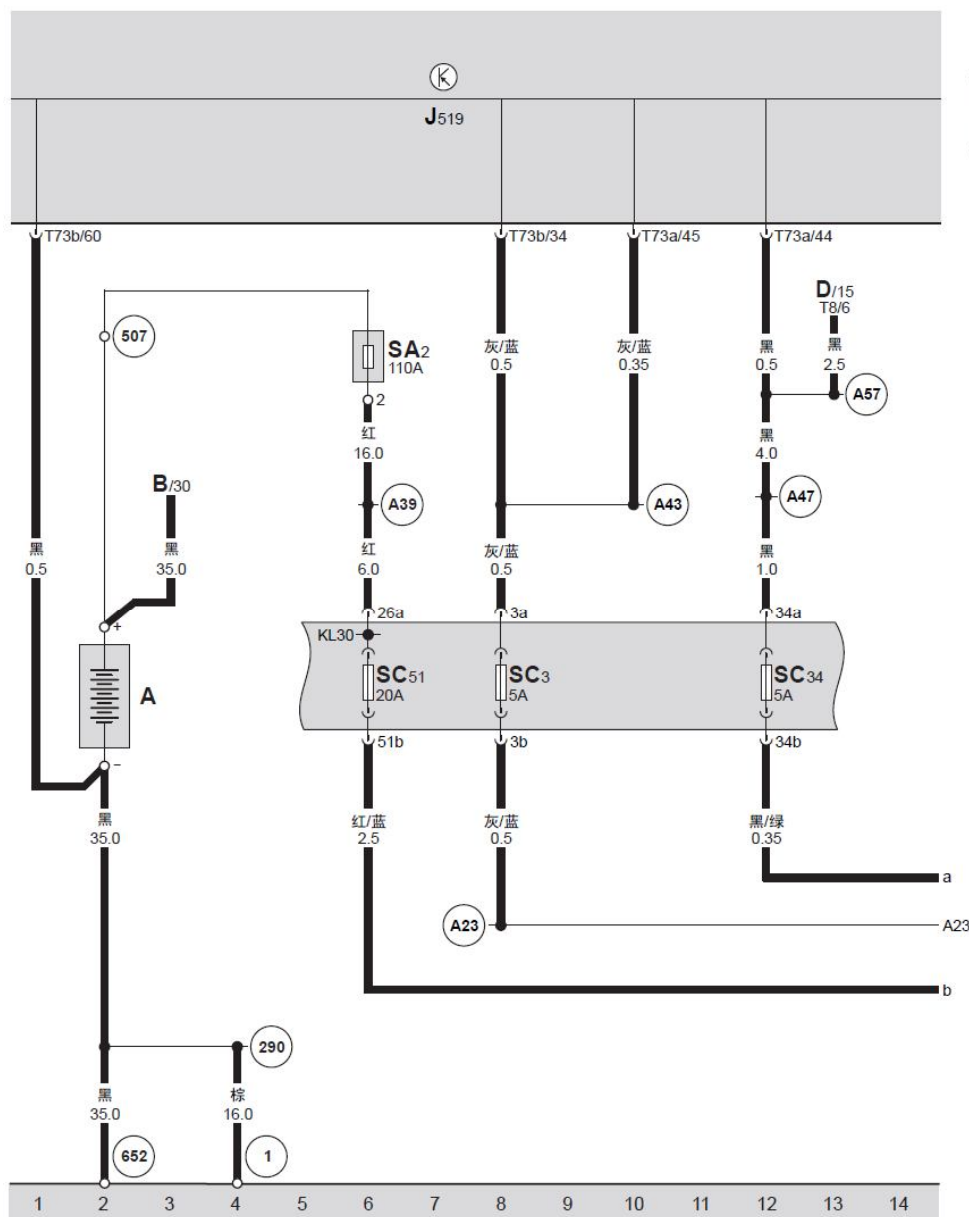 J519
T73b/60
T73b/34
T73a/45
T73a/44
D/15
T8/6
507
SA2
110A
灰/蓝
0.5
灰/蓝
0.35
黑
0.5
黑
2.5
A57
2
红
16.0
黑
4.0
B/30
A39
A43
A47
黑
0.5
黑
35.0
红
6.0
灰/蓝
0.5
黑
1.0
+
26a
3a
34a
KL30
A
SC51
20A
SC3
5A
SC34
5A
51b
3b
34b
-
黑
35.0
红/蓝
2.5
灰/蓝
0.5
黑/绿
0.35
a
A23
A23
b
290
黑
35.0
棕
16.0
652
1
1 2 3 4 5 6 7 8 9 10 11 12 13 14